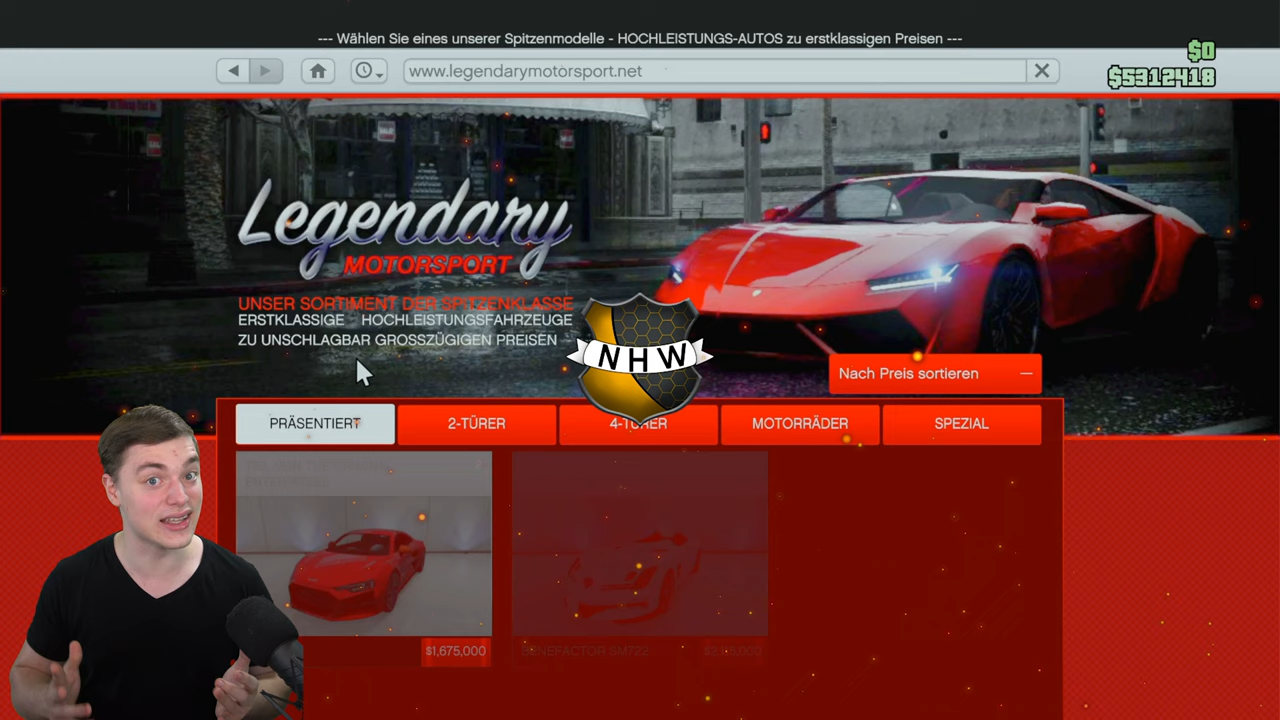 --- Wählen Sie eines unserer Spitzenmodelle - HOCHLEISTUNGS-AUTOS zu erstklassigen Preisen ---
$0
$5312418
www.legendarymotorsport.net
Legendary
MOTORSPORT
UNSER SORTIMENT DER SPITZENKLASSE
ERSTKLASSIGE HOCHLEISTUNGSFAHRZEUGE
ZU UNSCHLAGBAR GROSSZÜGIGEN PREISEN
NHW
Nach Preis sortieren
PRÄSENTIERT
2-TÜRER
4-TÜRER
MOTORRÄDER
SPEZIAL
$1,675,000
BENEFACTOR SM722